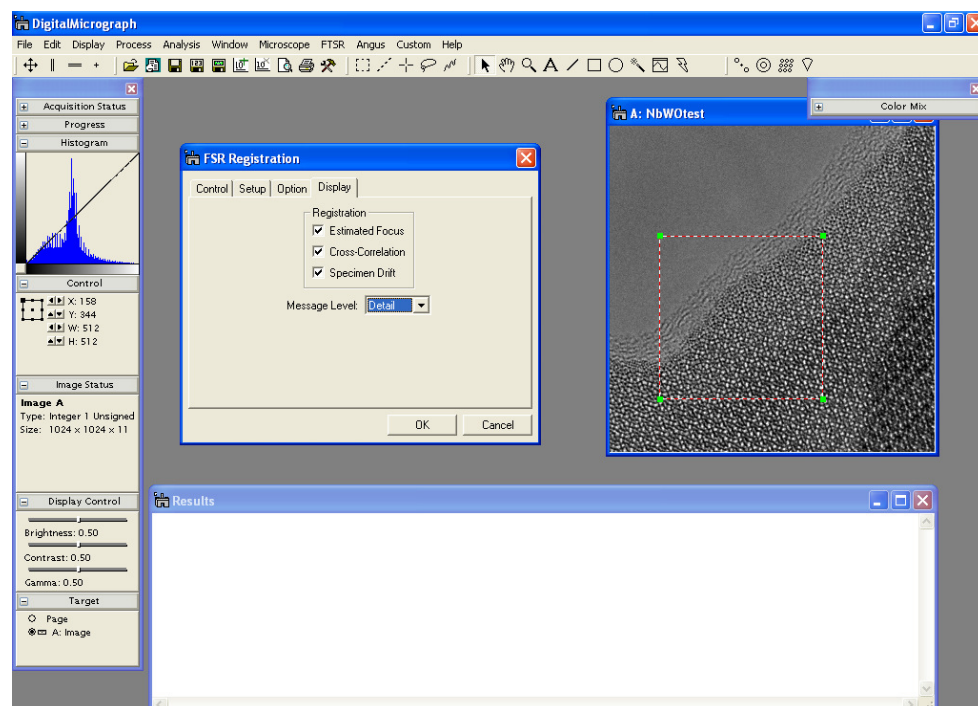 DigitalMicrograph
File Edit Display Process Analysis Window Microscope FTSR Angus Custom Help
Acquisition Status
Progress
Histogram
Control
X: 158
Y: 344
W: 512
H: 512
Image Status
Image A
Type: Integer 1 Unsigned
Size: 1024 x 1024 x 11
Display Control
Brightness: 0.50
Contrast: 0.50
Gamma: 0.50
Target
Page
A: Image
FSR Registration
Control Setup Option Display
Registration
Estimated Focus
Cross-Correlation
Specimen Drift
Message Level: Detail
OK Cancel
A: NbWOtest
Color Mix
Results